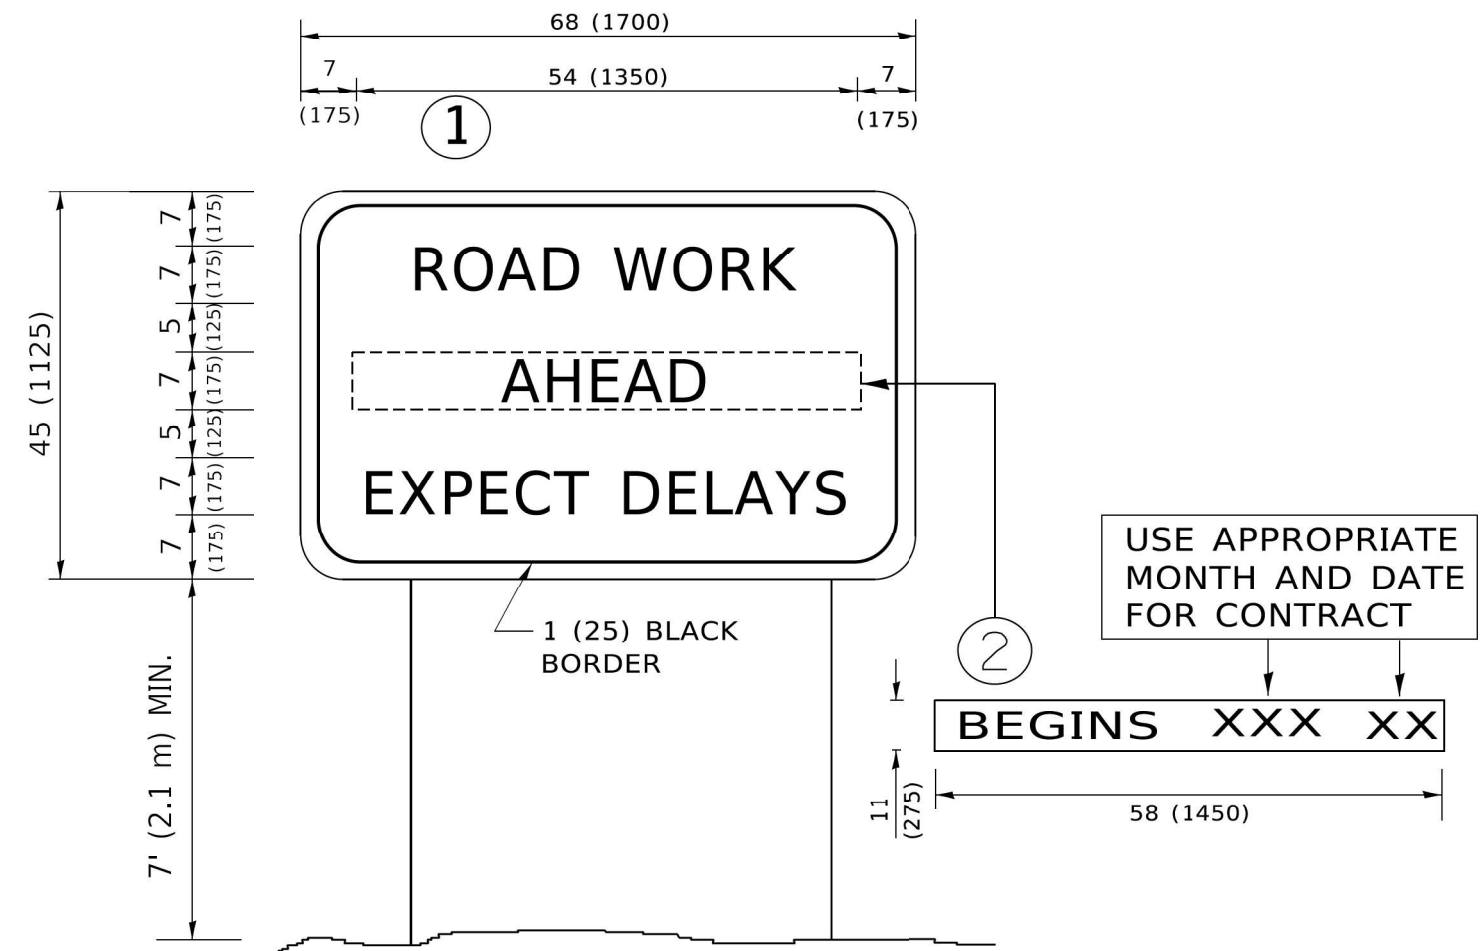 68 (1700)
7
54 (1350)
7
(175)
(175)
1
45 (1125)
7
(175)
7
(175)
5
(125)
7
(175)
5
(125)
7
(175)
7
(175)
ROAD WORK
AHEAD
EXPECT DELAYS
1 (25) BLACK
BORDER
7' (2.1 m) MIN.
2
USE APPROPRIATE
MONTH AND DATE
FOR CONTRACT
BEGINS XXX XX
11
(275)
58 (1450)